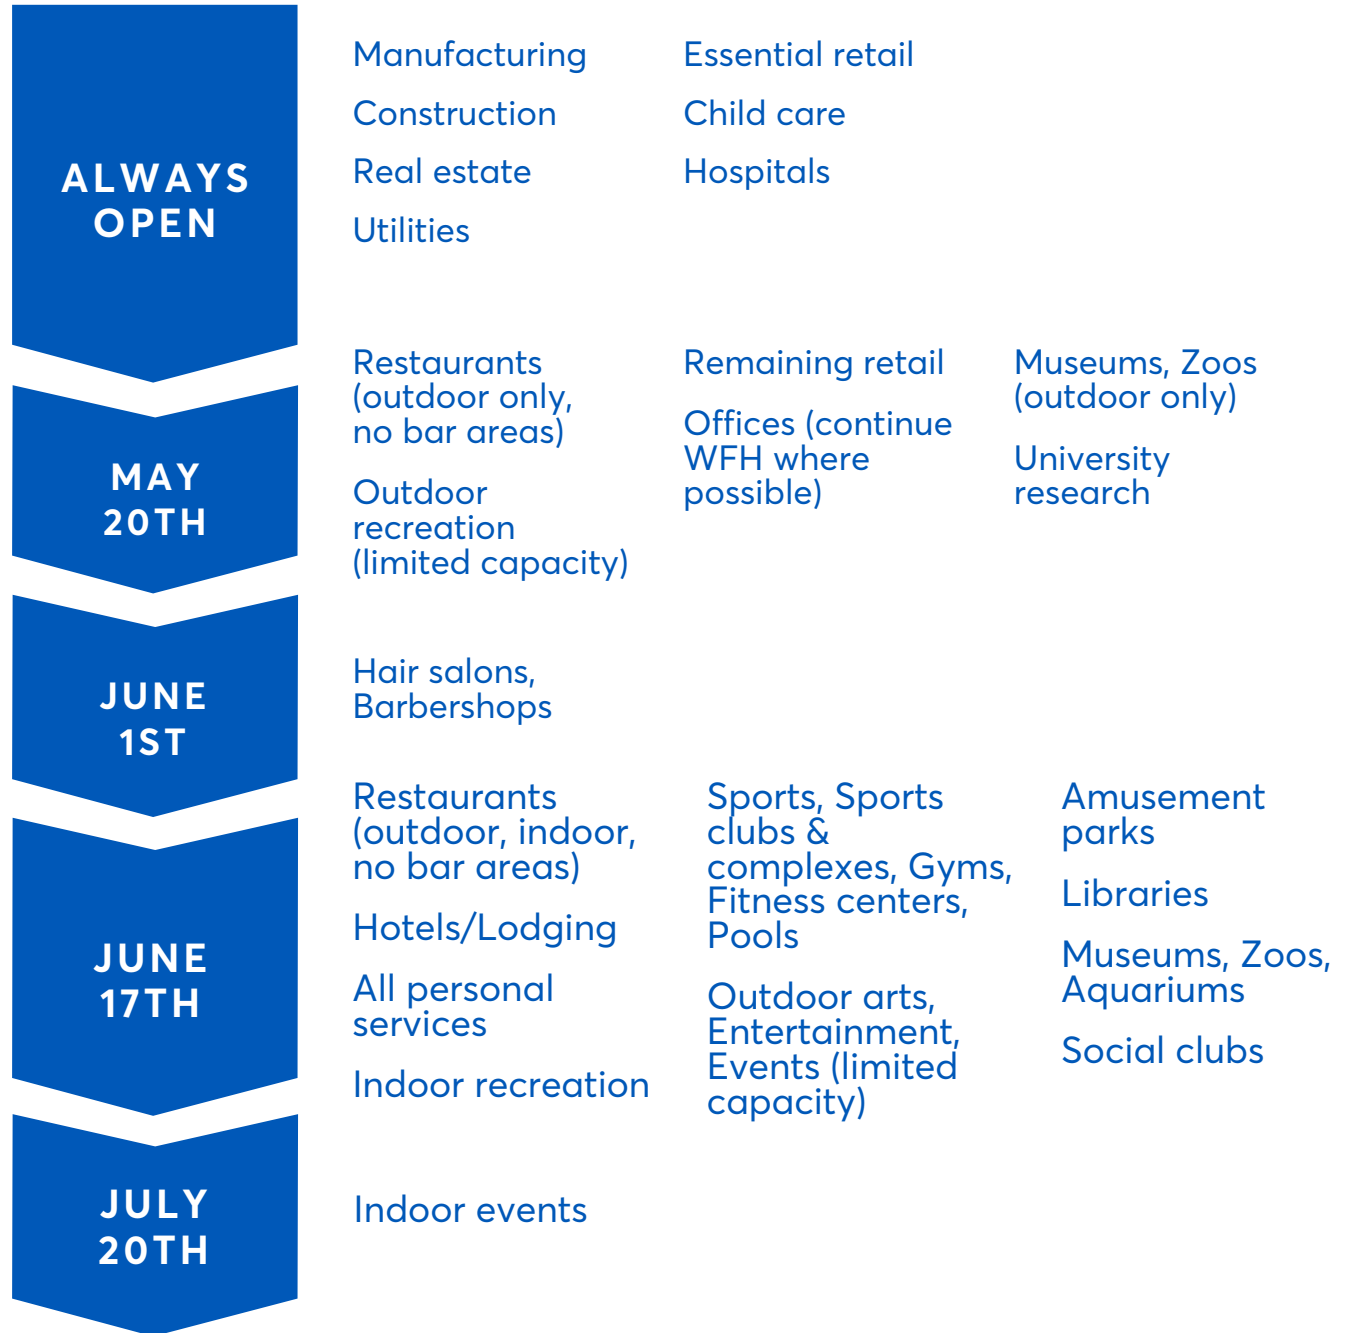 ALWAYS
OPEN
Manufacturing
Construction
Real estate
Utilities
Essential retail
Child care
Hospitals
MAY
20TH
Restaurants
(outdoor only,
no bar areas)
Outdoor
recreation
(limited capacity)
Remaining retail
Offices (continue
WFH where
possible)
Museums, Zoos
(outdoor only)
University
research
JUNE
1ST
Hair salons,
Barbershops
JUNE
17TH
Restaurants
(outdoor, indoor,
no bar areas)
Hotels/Lodging
All personal
services
Indoor recreation
Sports, Sports
clubs &
complexes, Gyms,
Fitness centers,
Pools
Outdoor arts,
Entertainment,
Events (limited
capacity)
Amusement
parks
Libraries
Museums, Zoos,
Aquariums
Social clubs
JULY
20TH
Indoor events